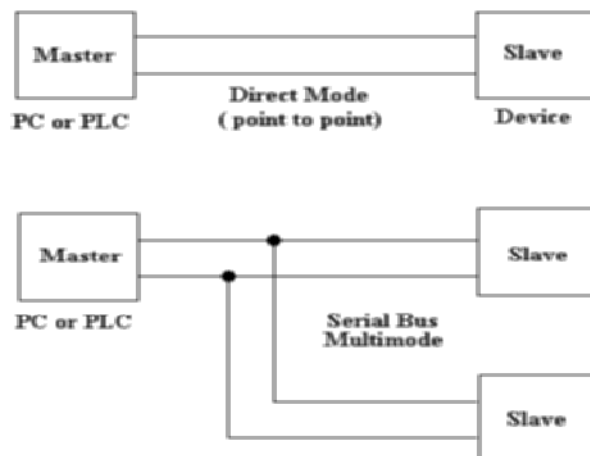 Master
Slave
Direct Mode
( point to point)
PC or PLC
Device
Master
Slave
PC or PLC
Serial Bus
Multimode
Slave